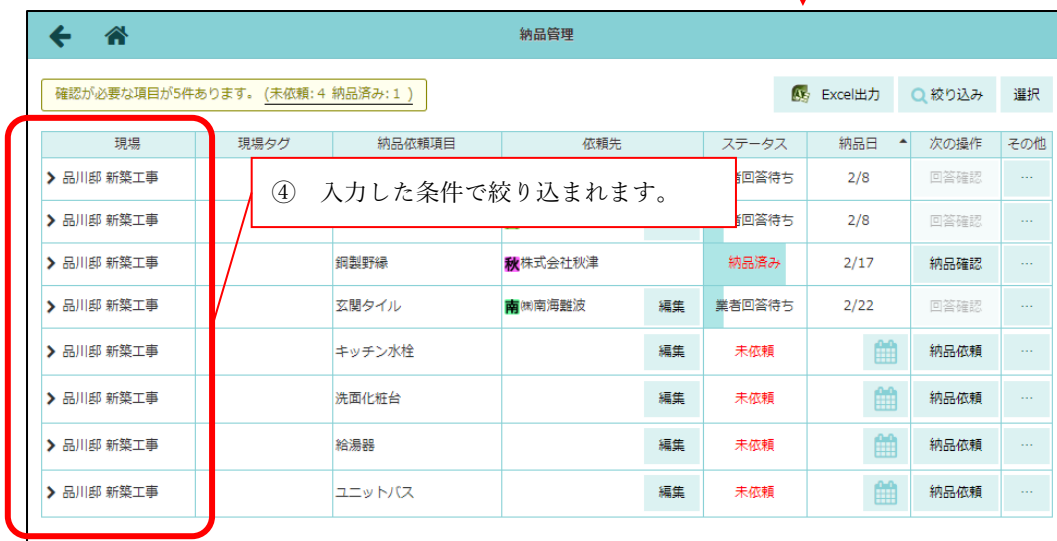 納品管理
確認が必要な項目が5件あります。 (未依頼:4 納品済み:1 )
Excel出力 絞り込み 選択
現場 現場タグ 納品依頼項目 依頼先 ステータス 納品日 次の操作 その他
品川邸 新築工事 者回答待ち 2/8 回答確認 …
④ 入力した条件で絞り込まれます。
品川邸 新築工事 者回答待ち 2/8 回答確認 …
品川邸 新築工事 鋼製野縁 秋株式会社秋津 納品済み 2/17 納品確認 …
品川邸 新築工事 玄関タイル 南㈱南海難波 編集 業者回答待ち 2/22 回答確認 …
品川邸 新築工事 キッチン水栓 編集 未依頼 納品依頼 …
品川邸 新築工事 洗面化粧台 編集 未依頼 納品依頼 …
品川邸 新築工事 給湯器 編集 未依頼 納品依頼 …
品川邸 新築工事 ユニットバス 編集 未依頼 納品依頼 …